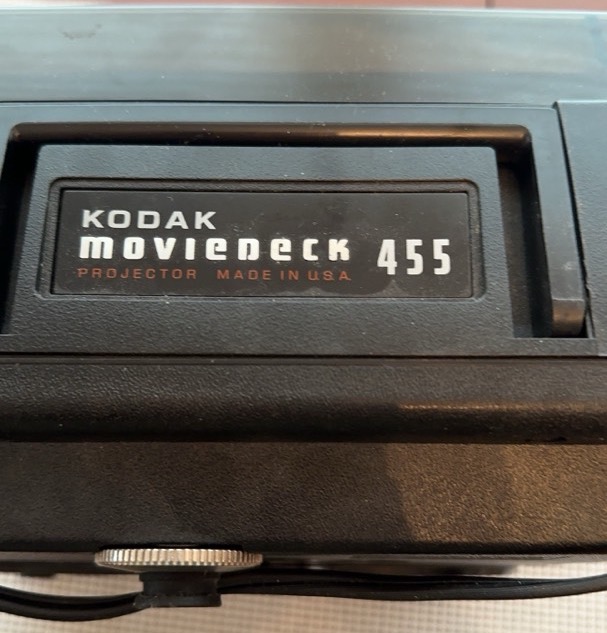 KODAK
MOVIEDECK 455
PROJECTOR MADE IN U.S.A.